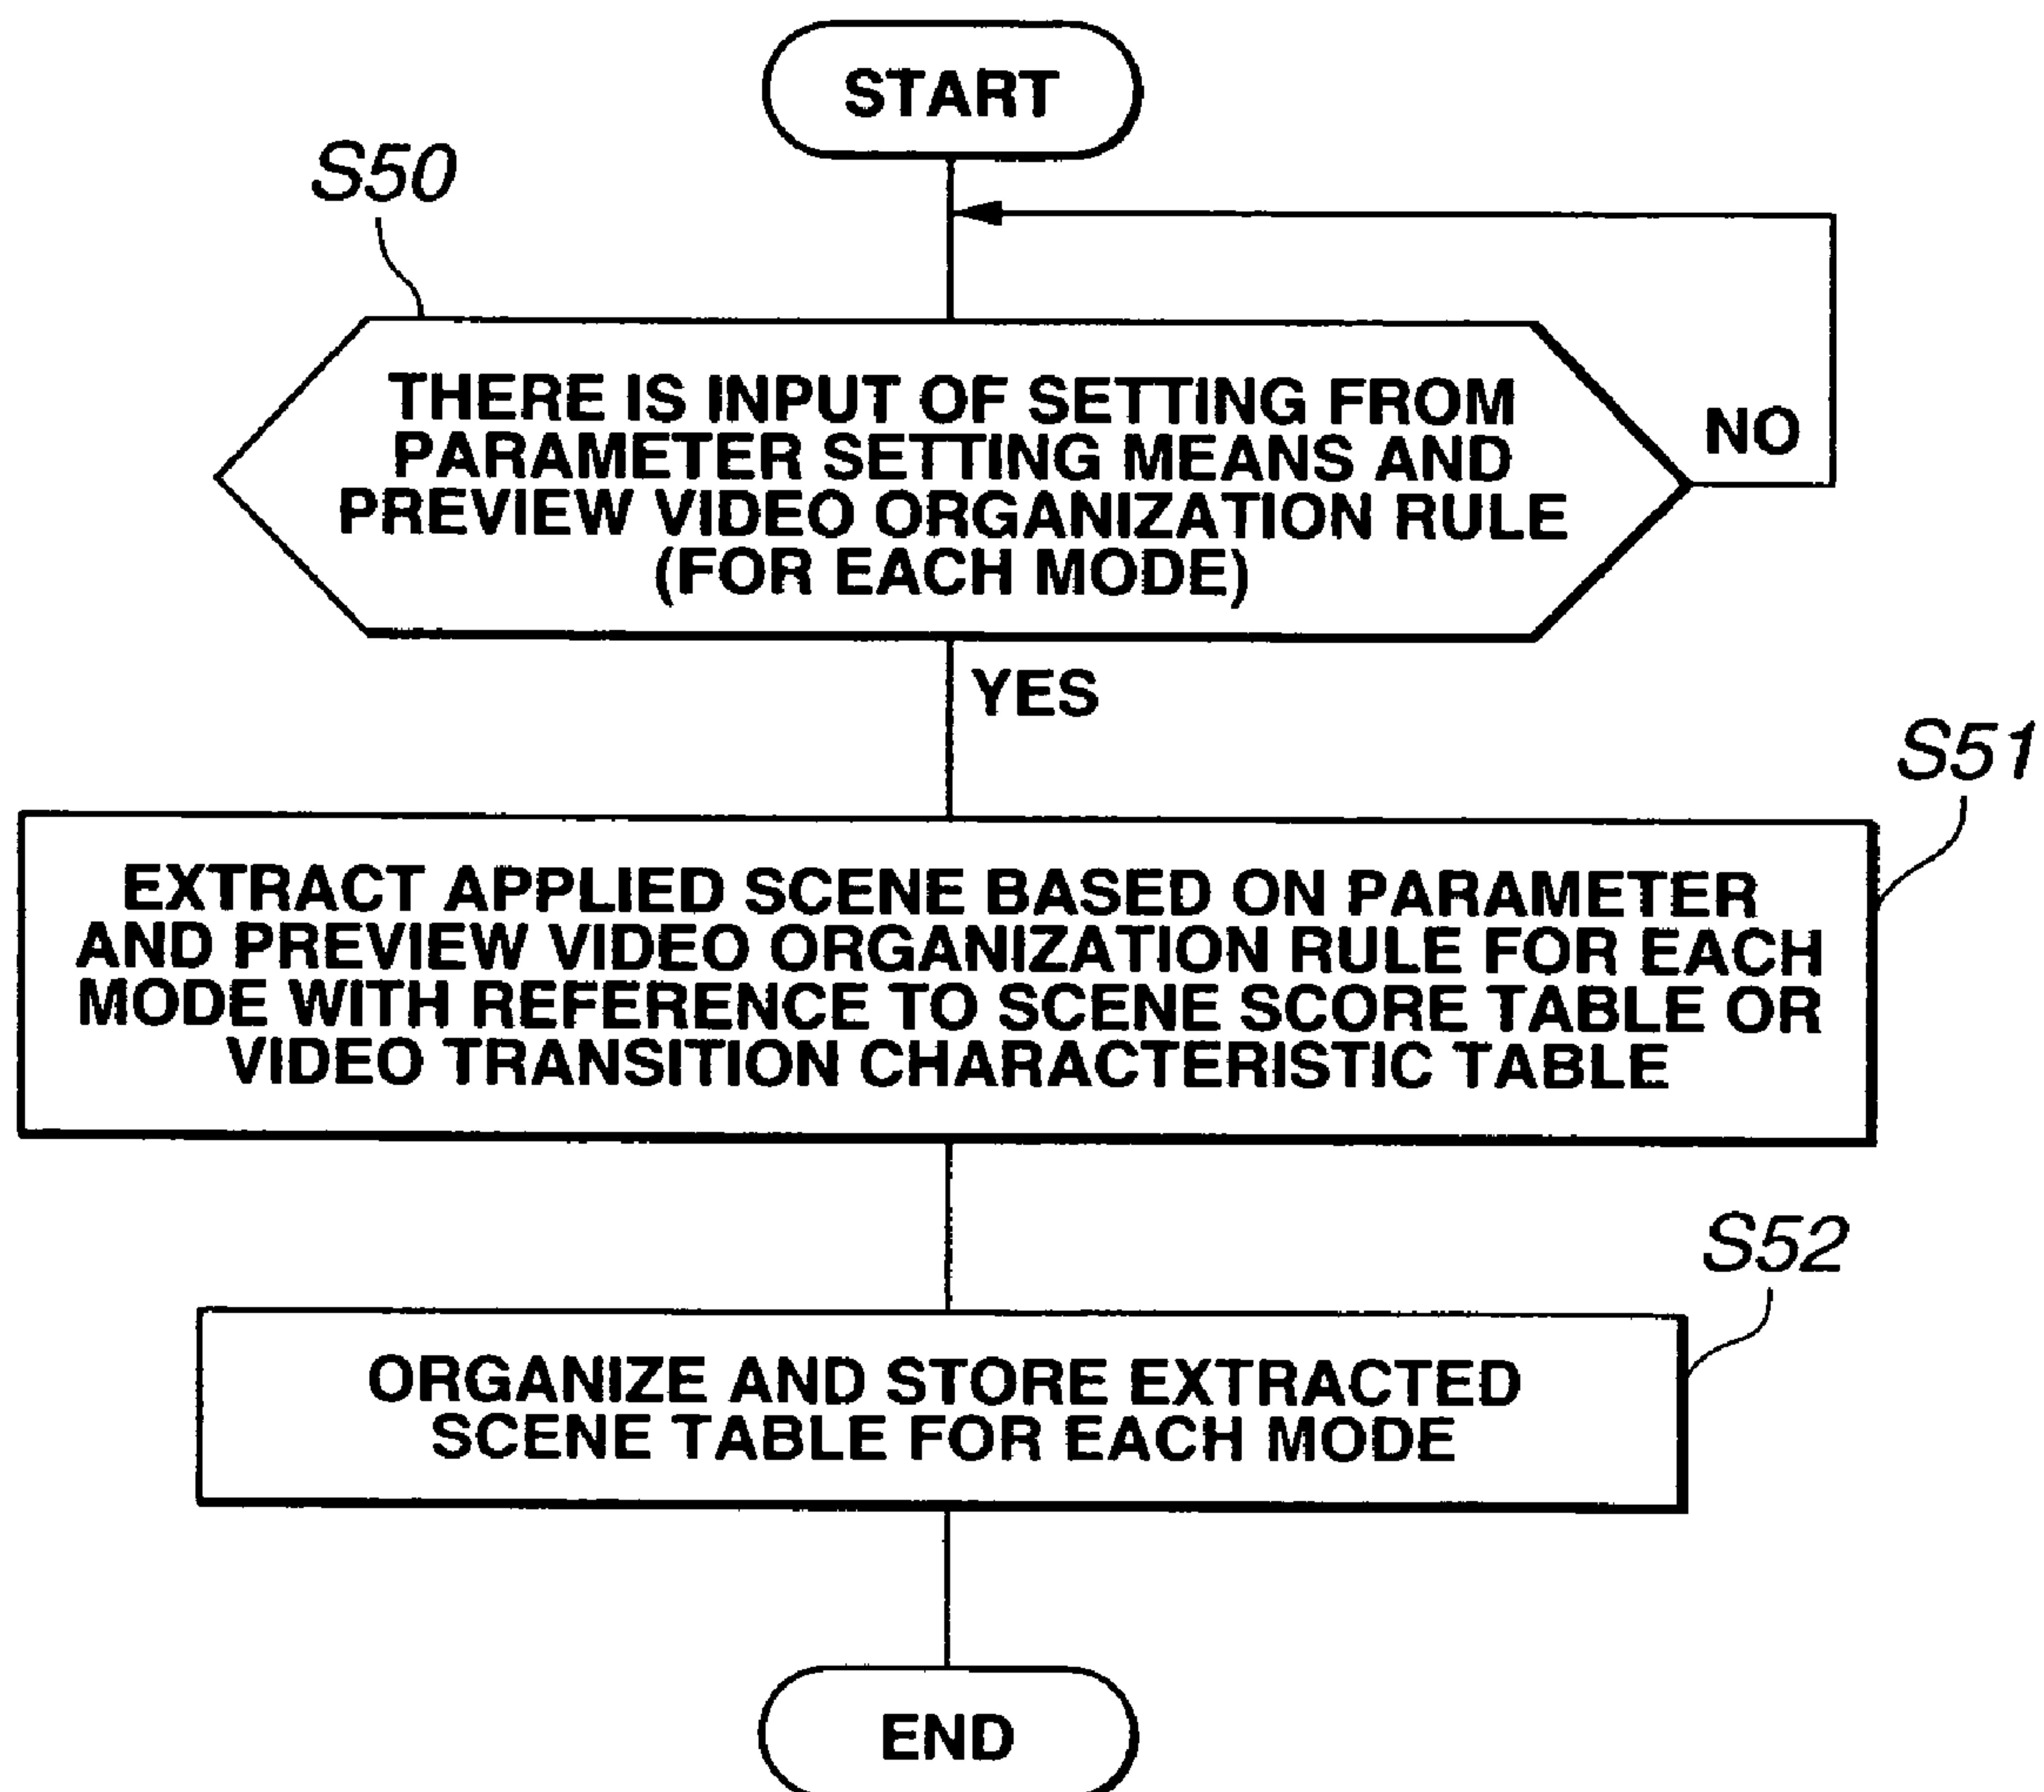 START
S50
THERE IS INPUT OF SETTING FROM
PARAMETER SETTING MEANS AND
PREVIEW VIDEO ORGANIZATION RULE
(FOR EACH MODE)
NO
YES
S51
EXTRACT APPLIED SCENE BASED ON PARAMETER
AND PREVIEW VIDEO ORGANIZATION RULE FOR EACH
MODE WITH REFERENCE TO SCENE SCORE TABLE OR
VIDEO TRANSITION CHARACTERISTIC TABLE
S52
ORGANIZE AND STORE EXTRACTED
SCENE TABLE FOR EACH MODE
END